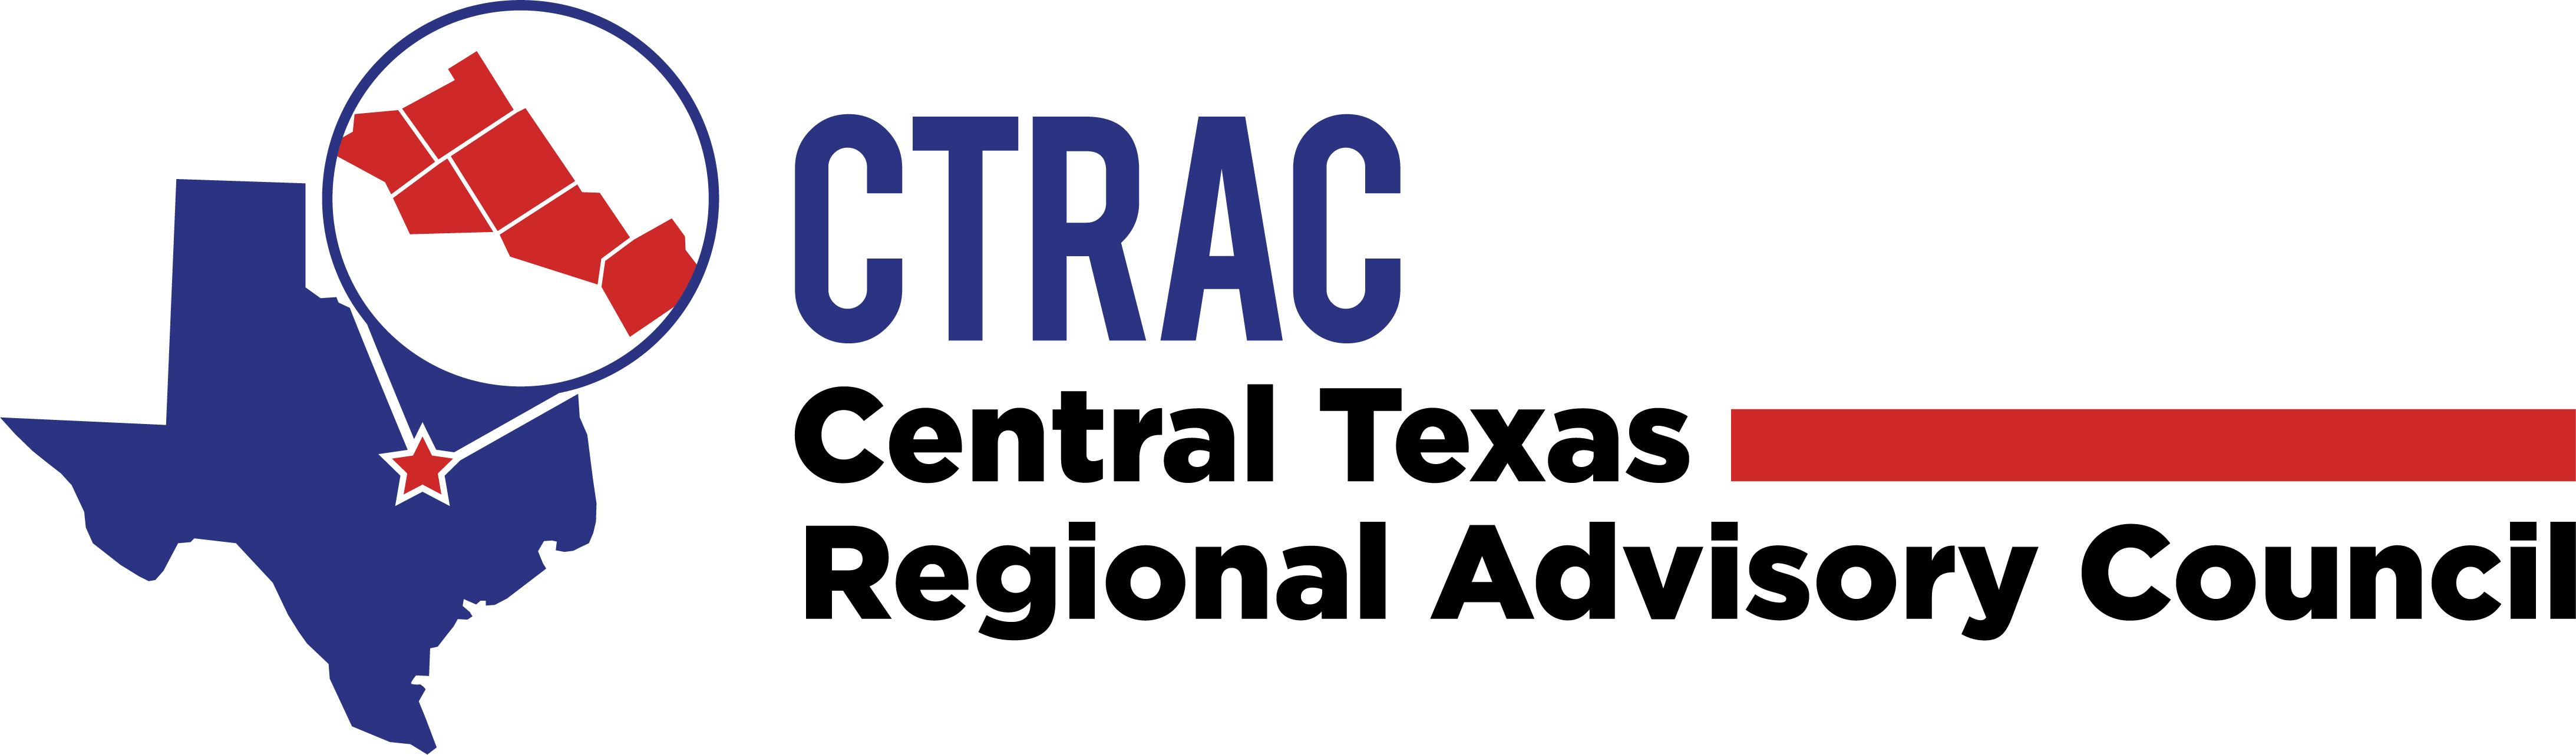 CTRAC
Central Texas
Regional Advisory Council